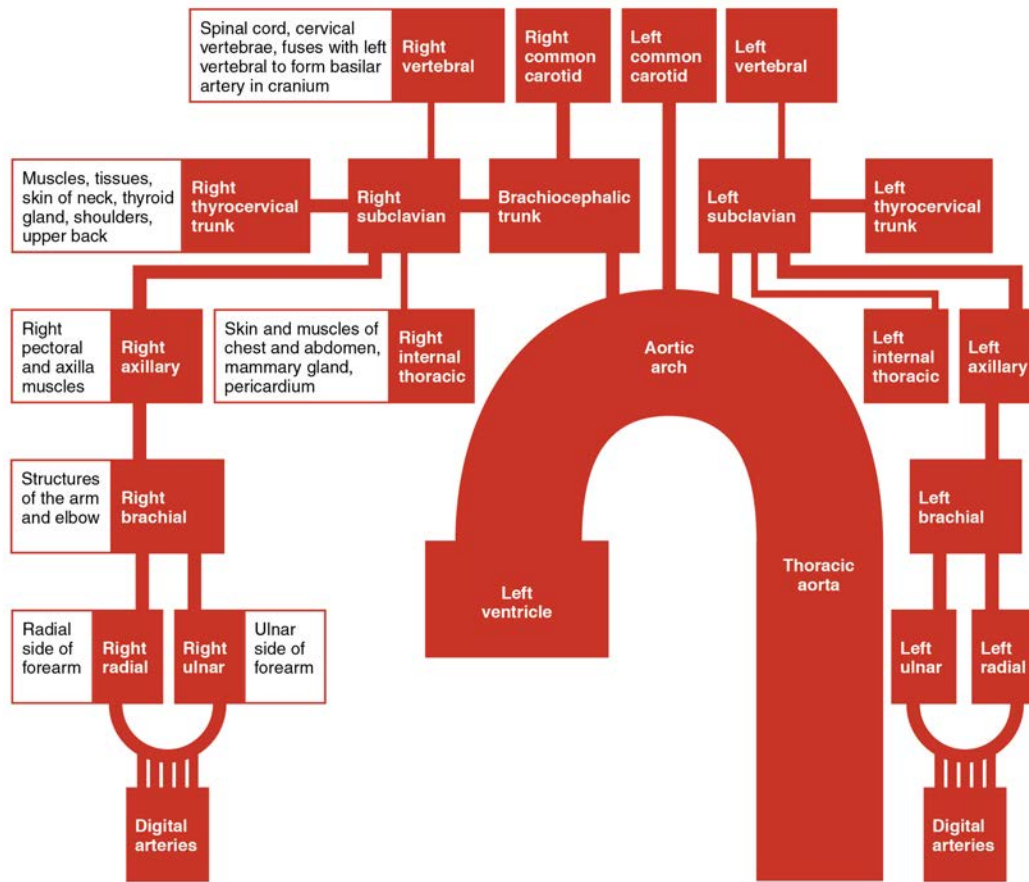 Spinal cord, cervical
vertebrae, fuses with left
vertebral to form basilar
artery in cranium
Right
vertebral
Right
common
carotid
Left
common
carotid
Left
vertebral
Muscles, tissues,
skin of neck, thyroid
gland, shoulders,
upper back
Right
thyrocervical
trunk
Right
subclavian
Brachiocephalic
trunk
Left
subclavian
Left
thyrocervical
trunk
Right
pectoral
and axilla
muscles
Right
axillary
Skin and muscles of
chest and abdomen,
mammary gland,
pericardium
Right
internal
thoracic
Aortic
arch
Left
internal
thoracic
Left
axillary
Structures
of the arm
and elbow
Right
brachial
Left
brachial
Left
ventricle
Thoracic
aorta
Radial
side of
forearm
Right
radial
Right
ulnar
Ulnar
side of
forearm
Left
ulnar
Left
radial
Digital
arteries
Digital
arteries